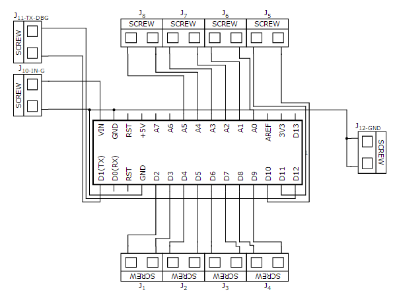 J8 J7 J6 J5
SCREW SCREW SCREW SCREW
J11-TX-DBG
SCREW
J10-IN-G
SCREW
VIN GND RST +5V A7 A6 A5 A4 A3 A2 A1 A0 AREF 3V3 D13
D1(TX) D0(RX) RST GND D2 D3 D4 D5 D6 D7 D8 D9 D10 D11 D12
J12-GND
SCREW
SCREW SCREW SCREW SCREW
J1 J2 J3 J4